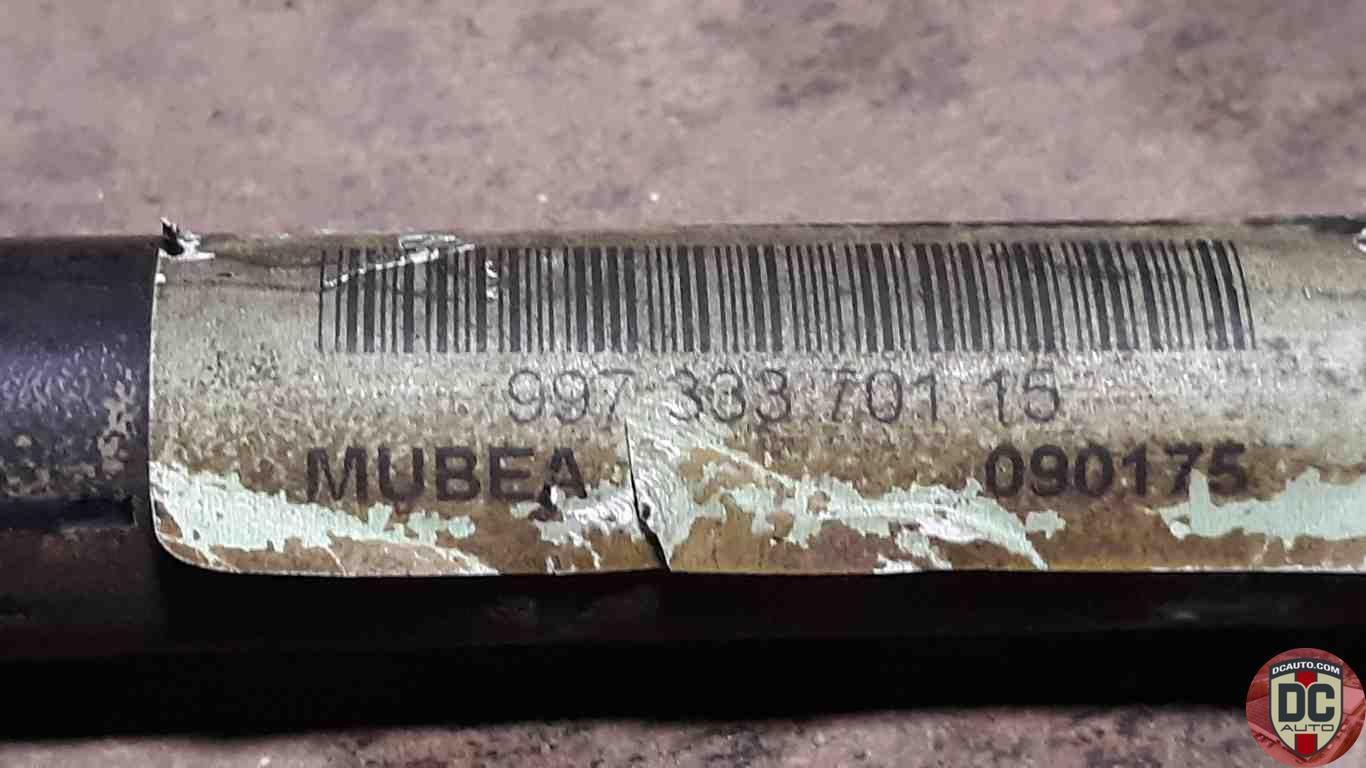 997 333 701 15
MUBEA 090175
DCAUTO.COM
DC
AUTO